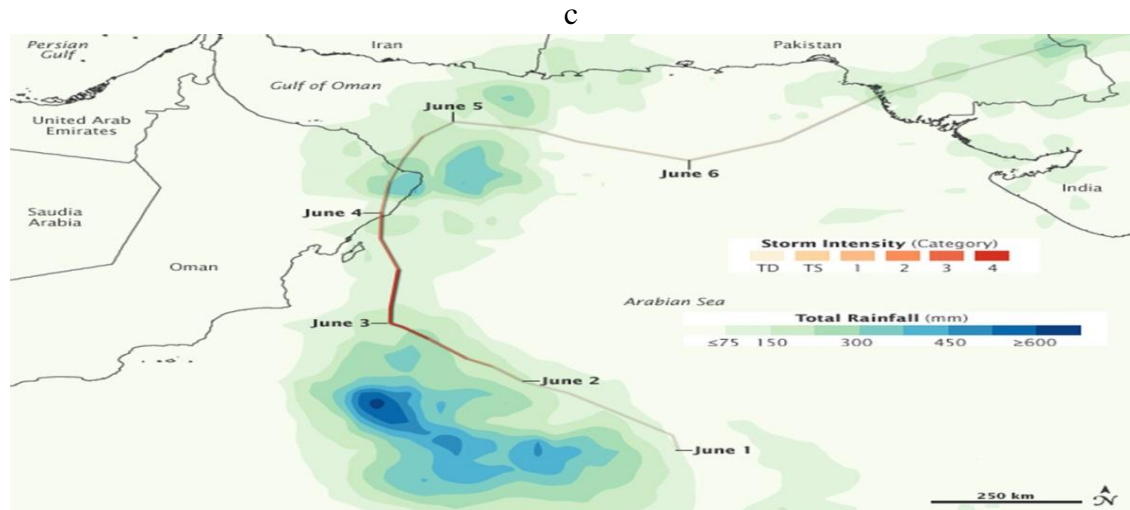 c
Persian
Gulf
Iran
Pakistan
Gulf of Oman
June 5
United Arab
Emirates
June 6
India
Saudia
Arabia
June 4
Oman
Storm Intensity (Category)
TD TS 1 2 3 4
Arabian Sea
June 3
Total Rainfall (mm)
≤75 150 300 450 ≥600
June 2
June 1
250 km
N